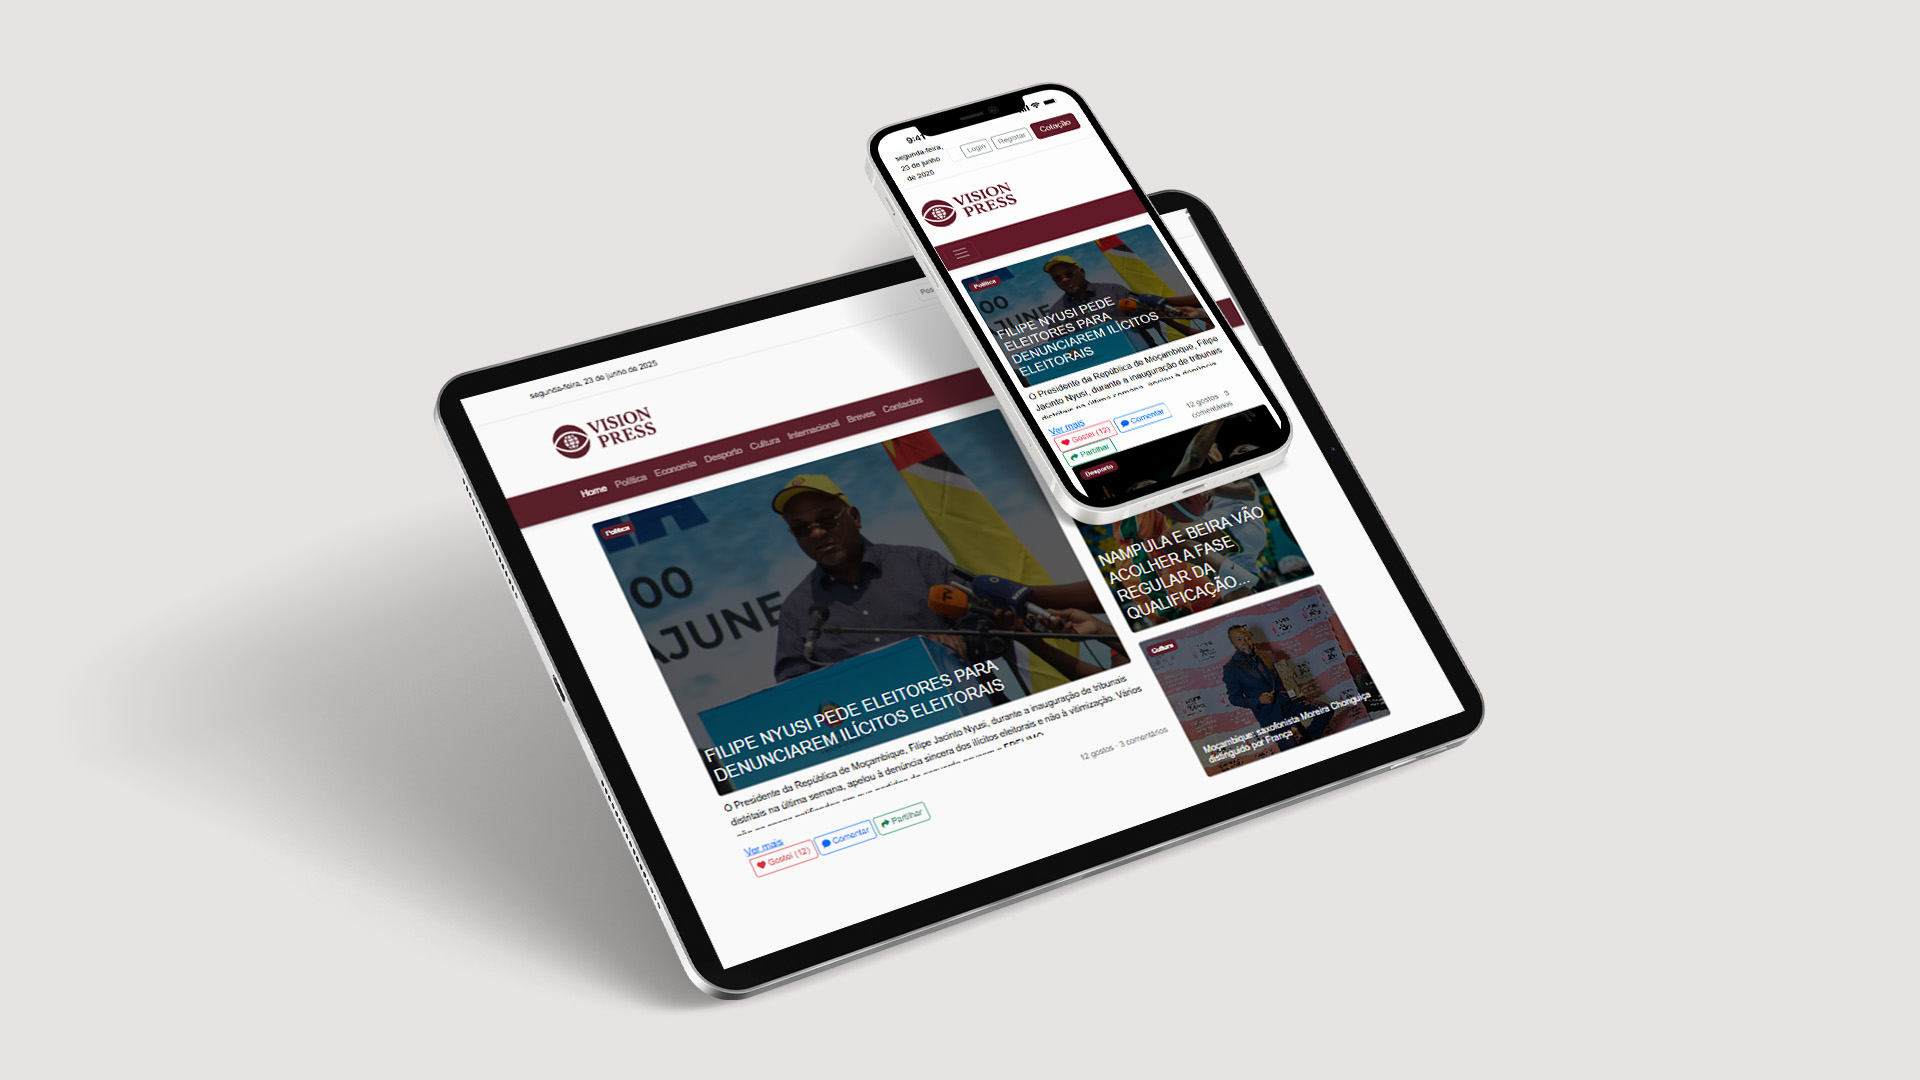 9:41
segunda-feira,
23 de junho
de 2025
Login
Registar
Cotação
VISION
PRESS
Política
00
JUNE
FILIPE NYUSI PEDE
ELEITORES PARA
DENUNCIAREM ILÍCITOS
ELEITORAIS
O Presidente da República de Moçambique, Filipe
Jacinto Nyusi, durante a inauguração de tribunais
distritais na última semana, apelou à denúncia
Ver mais
Gostei (12)
Comentar
12 gostos · 3
comentários
Partilhar
Desporto
segunda-feira, 23 de junho de 2025
Pes
VISION
PRESS
Home Política Economia Desporto Cultura Internacional Breves Contactos
Política
00
AJUNE
TV
FILIPE NYUSI PEDE ELEITORES PARA
DENUNCIAREM ILÍCITOS ELEITORAIS
O Presidente da República de Moçambique, Filipe Jacinto Nyusi, durante a inauguração de tribunais
distritais na última semana, apelou à denúncia sincera dos ilícitos eleitorais e não à vitimização. Vários
12 gostos · 3 comentários
Ver mais
Gostei (12)
Comentar
Partilhar
NAMPULA E BEIRA VÃO
ACOLHER A FASE
REGULAR DA
QUALIFICAÇÃO...
Cultura
Moçambique: saxofonista Moreira Chonguiça
distinguido por França